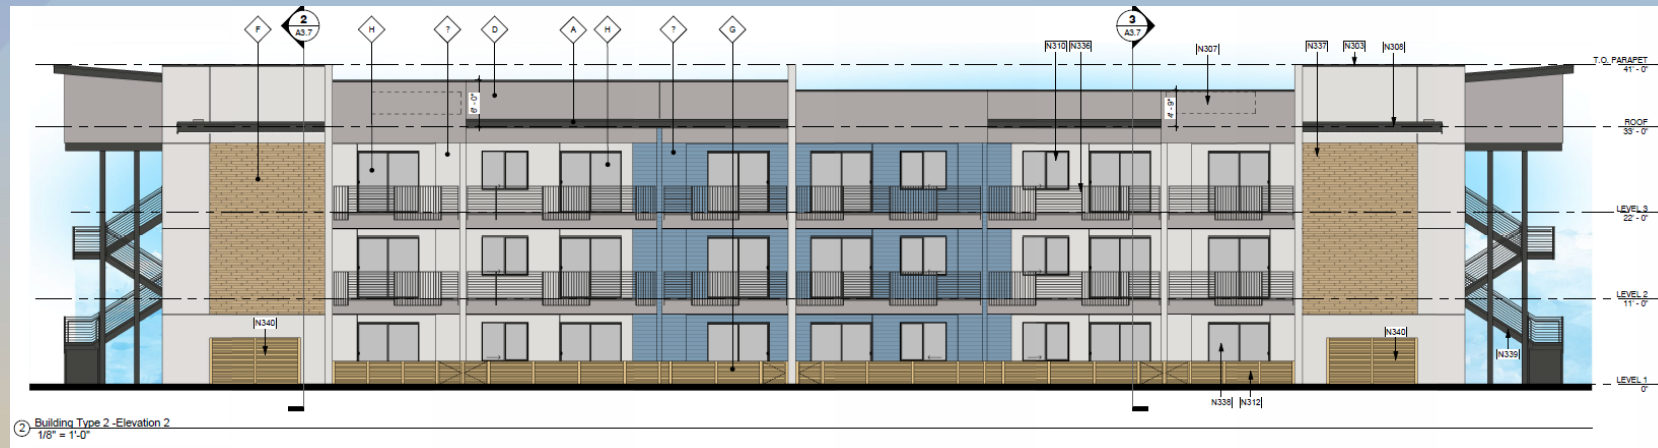 2
A3.7
3
A3.7
F
H
?
D
A
H
?
G
N310
N336
N307
N337
N303
N308
T.O. PARAPET
41' - 0"
6' - 0"
4' - 9"
ROOF
33' - 0"
LEVEL 3
22' - 0"
LEVEL 2
11' - 0"
N340
N340
N339
LEVEL 1
0"
N338
N312
2
Building Type 2 -Elevation 2
1/8" = 1'-0"